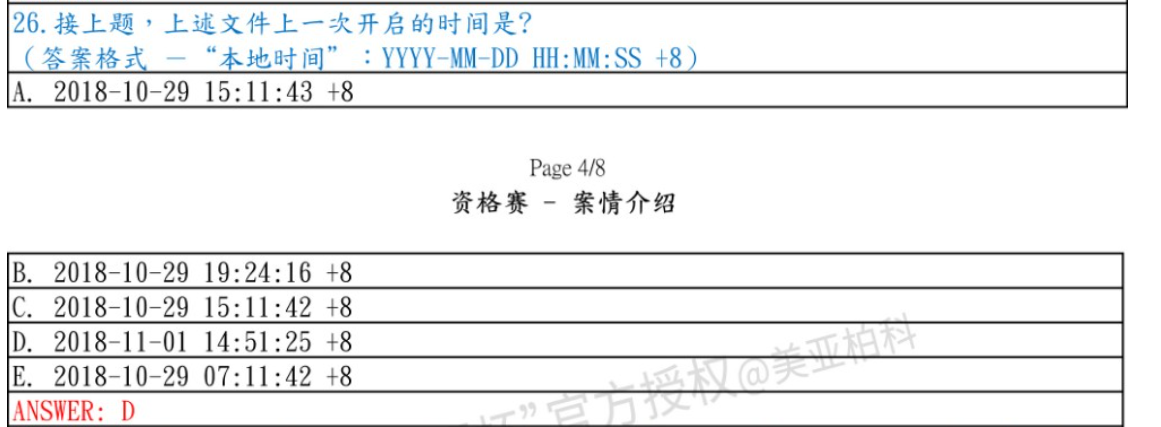 26.接上题，上述文件上一次开启的时间是?
（答案格式 －“本地时间”：YYYY-MM-DD HH:MM:SS +8）
A. 2018-10-29 15:11:43 +8
Page 4/8
资格赛 - 案情介绍
B. 2018-10-29 19:24:16 +8
C. 2018-10-29 15:11:42 +8
D. 2018-11-01 14:51:25 +8
E. 2018-10-29 07:11:42 +8
ANSWER: D
”官方授权@美亚柏科